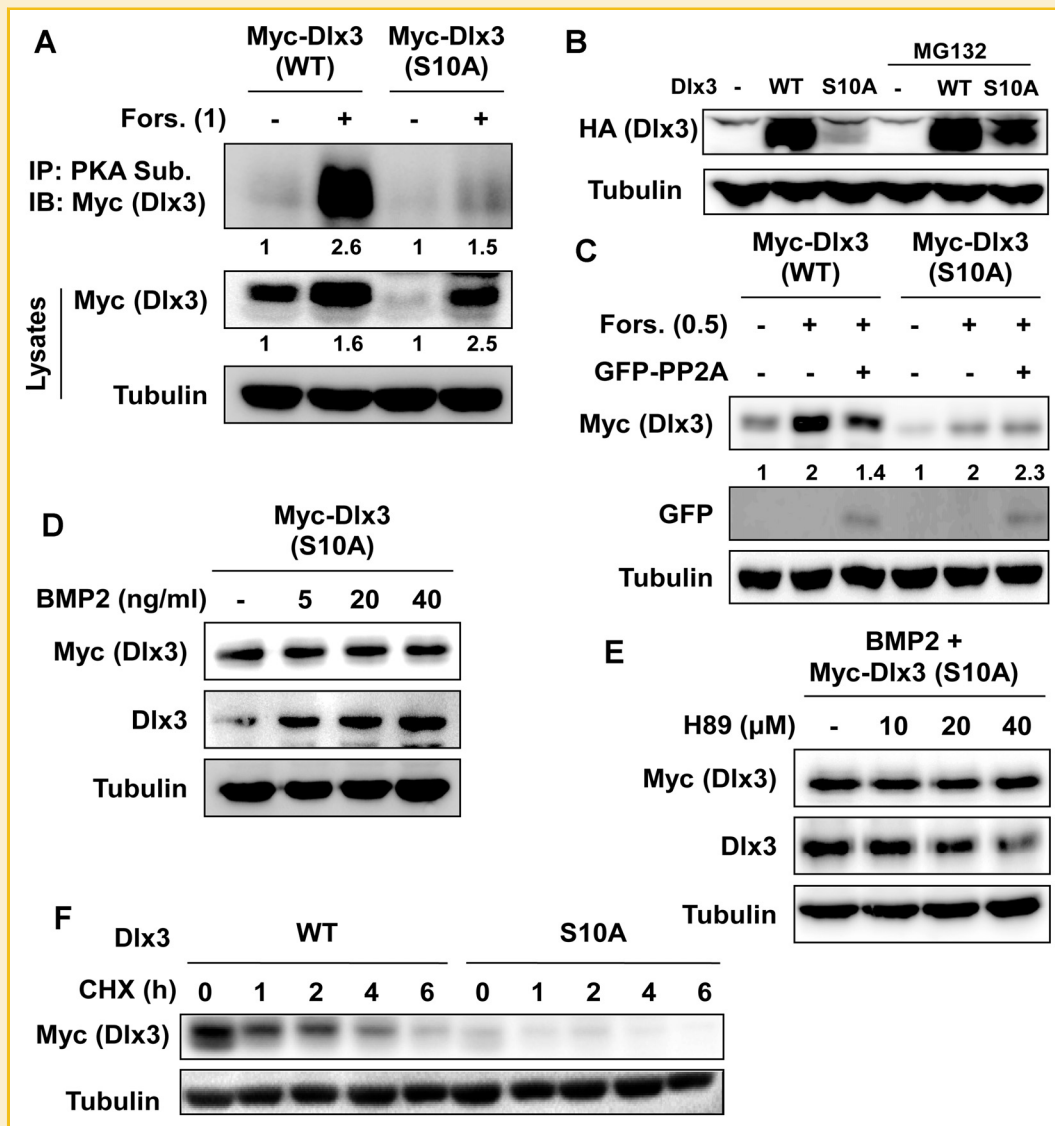 A
Myc-Dlx3 Myc-Dlx3
(WT) (S10A)
Fors. (1) - + - +
IP: PKA Sub.
IB: Myc (Dlx3)
1 2.6 1 1.5
Lysates
Myc (Dlx3)
1 1.6 1 2.5
Tubulin
B
MG132
Dlx3 - WT S10A - WT S10A
HA (Dlx3)
Tubulin
C
Myc-Dlx3 Myc-Dlx3
(WT) (S10A)
Fors. (0.5) - + + - + +
GFP-PP2A - - + - - +
Myc (Dlx3)
1 2 1.4 1 2 2.3
GFP
Tubulin
D
Myc-Dlx3
(S10A)
BMP2 (ng/ml) - 5 20 40
Myc (Dlx3)
Dlx3
Tubulin
E
BMP2 +
Myc-Dlx3 (S10A)
H89 (µM) - 10 20 40
Myc (Dlx3)
Dlx3
Tubulin
F
Dlx3 WT S10A
CHX (h) 0 1 2 4 6 0 1 2 4 6
Myc (Dlx3)
Tubulin